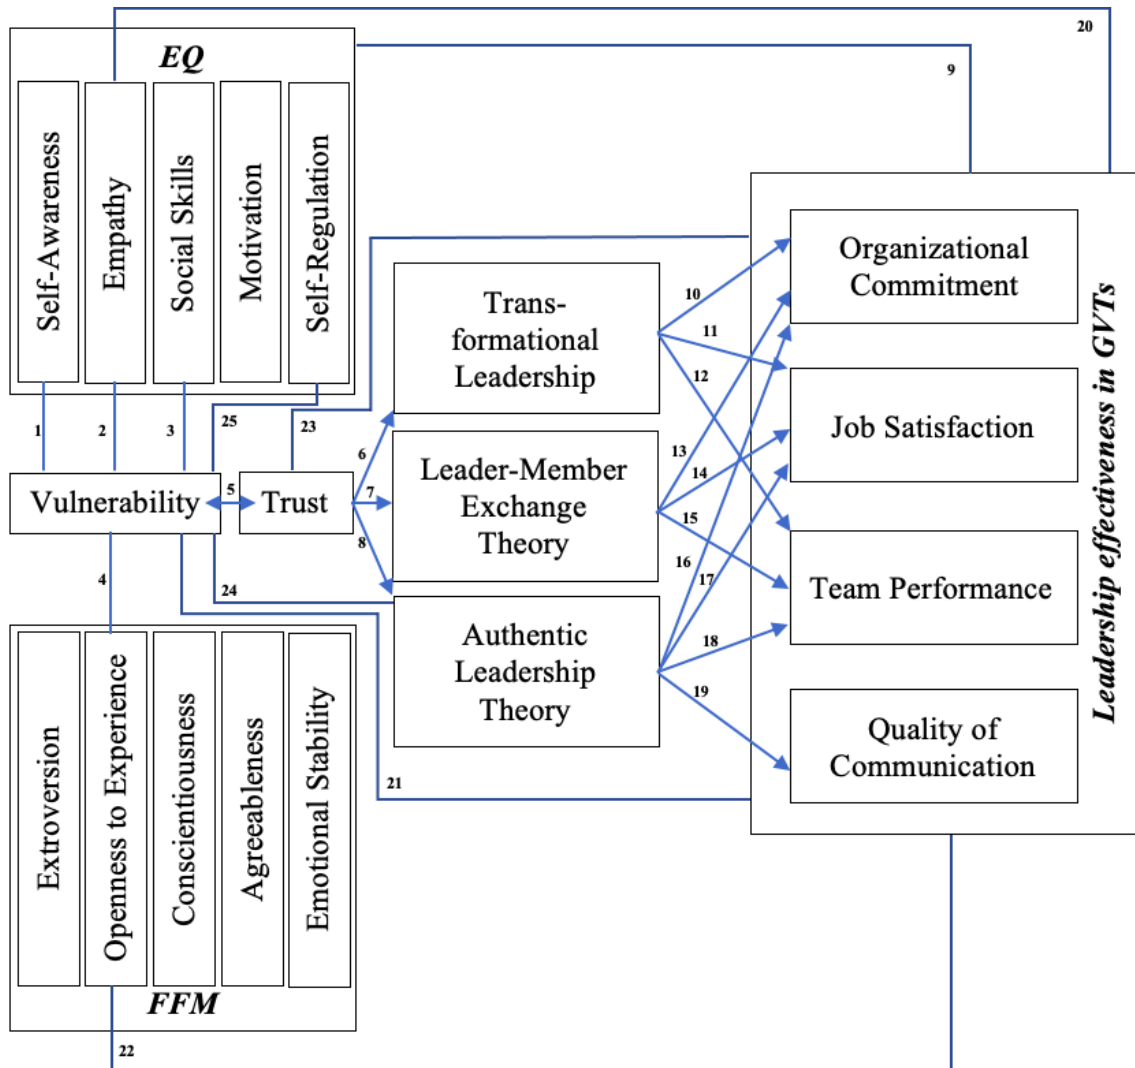 20
EQ
9
Self-Awareness
Empathy
Social Skills
Motivation
Self-Regulation
1
2
3
25
23
Vulnerability
5
Trust
6
7
8
4
24
Trans-
formational
Leadership
Leader-Member
Exchange
Theory
Authentic
Leadership
Theory
10
11
12
13
14
15
16
17
18
19
21
Organizational
Commitment
Job Satisfaction
Team Performance
Quality of
Communication
Leadership effectiveness in GVTs
Extroversion
Openness to Experience
Conscientiousness
Agreeableness
Emotional Stability
FFM
22